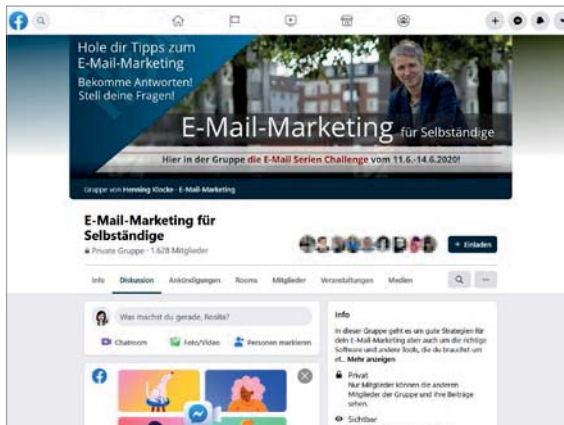 Hole dir Tipps zum
E-Mail-Marketing
Bekomme Antworten!
Stell deine Fragen!
E-Mail-Marketing für Selbständige
Hier in der Gruppe die E-Mail Serien Challenge vom 11.6.-14.6.2020!
Gruppe von Henning Klocke - E-Mail-Marketing
E-Mail-Marketing für
Selbständige
Private Gruppe · 1.628 Mitglieder
+ Einladen
Info Diskussion Ankündigungen Rooms Mitglieder Veranstaltungen Medien
Was machst du gerade, Rosita?
Chatroom Foto/Video Personen markieren
Info
In dieser Gruppe geht es um gute Strategien für
dein E-Mail-Marketing aber auch um die richtige
Software und andere Tools, die du brauchst um
ef... Mehr anzeigen
Privat
Nur Mitglieder können die anderen
Mitglieder der Gruppe und ihre Beiträge
sehen.
Sichtbar